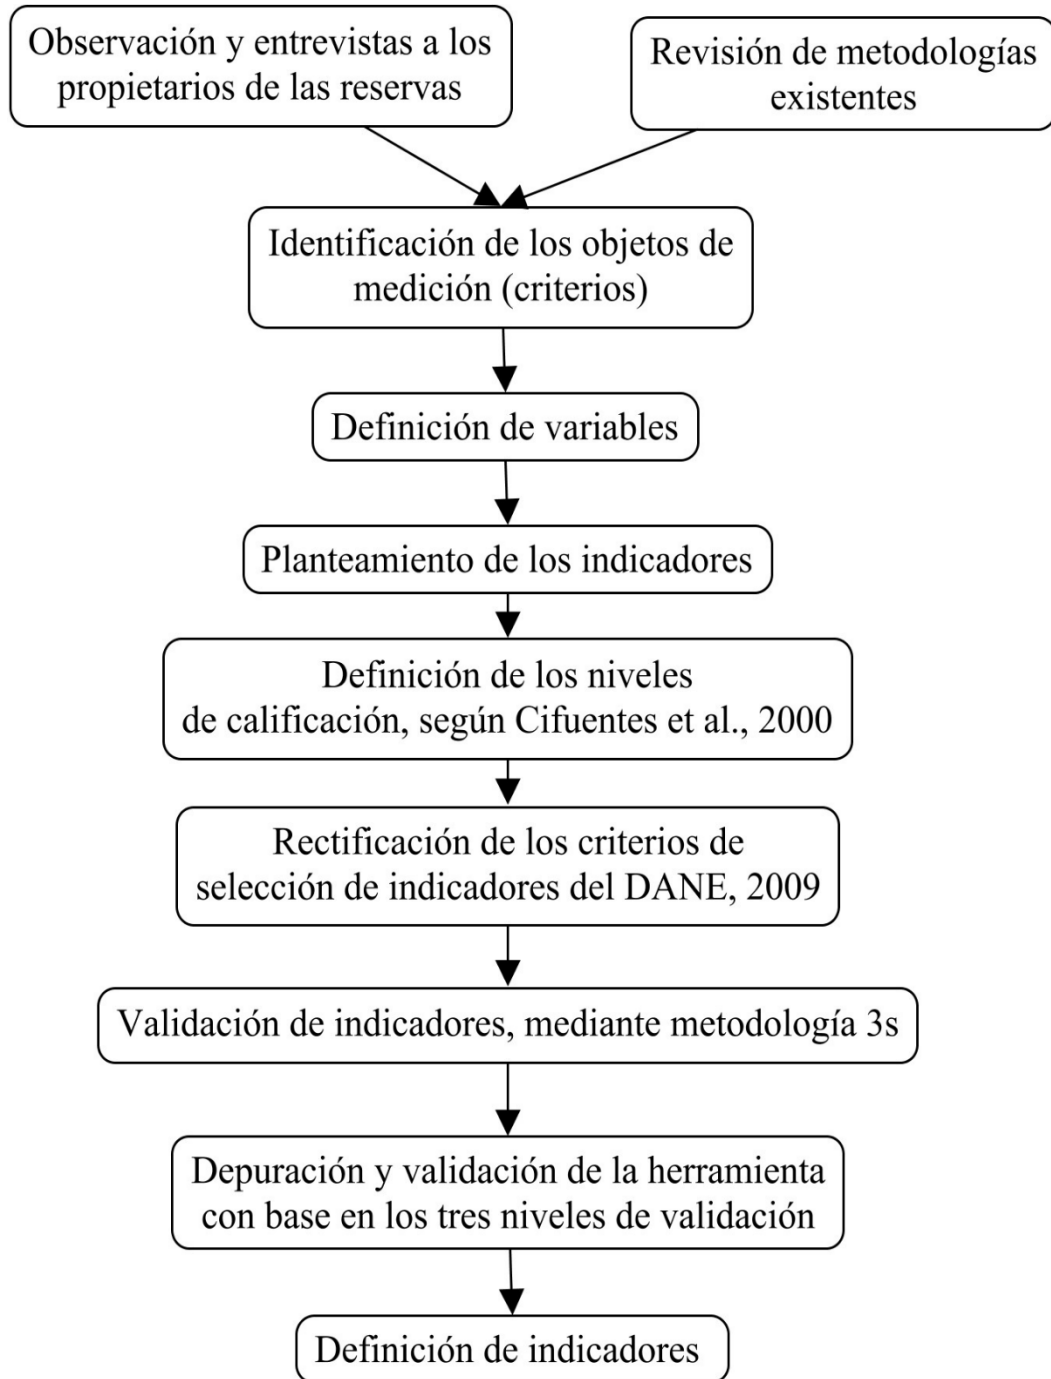 Observación y entrevistas a los
propietarios de las reservas
Revisión de metodologías
existentes
Identificación de los objetos de
medición (criterios)
Definición de variables
Planteamiento de los indicadores
Definición de los niveles
de calificación, según Cifuentes et al., 2000
Rectificación de los criterios de
selección de indicadores del DANE, 2009
Validación de indicadores, mediante metodología 3s
Depuración y validación de la herramienta
con base en los tres niveles de validación
Definición de indicadores